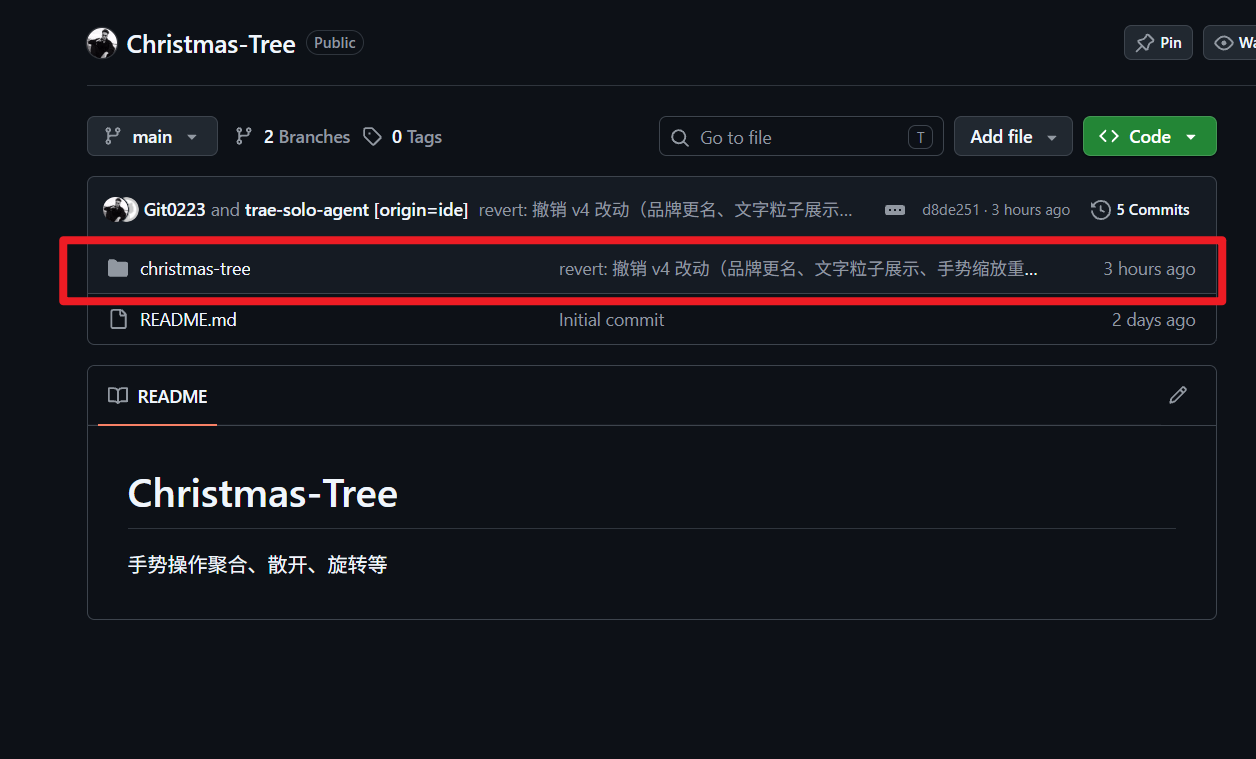 Christmas-Tree Public Pin Wa
main 2 Branches 0 Tags Go to file T Add file Code
Git0223 and trae-solo-agent [origin=ide] revert: 撤销 v4 改动（品牌更名、文字粒子展示... d8de251 · 3 hours ago 5 Commits
christmas-tree revert: 撤销 v4 改动（品牌更名、文字粒子展示、手势缩放重... 3 hours ago
README.md Initial commit 2 days ago
README
Christmas-Tree
手势操作聚合、散开、旋转等